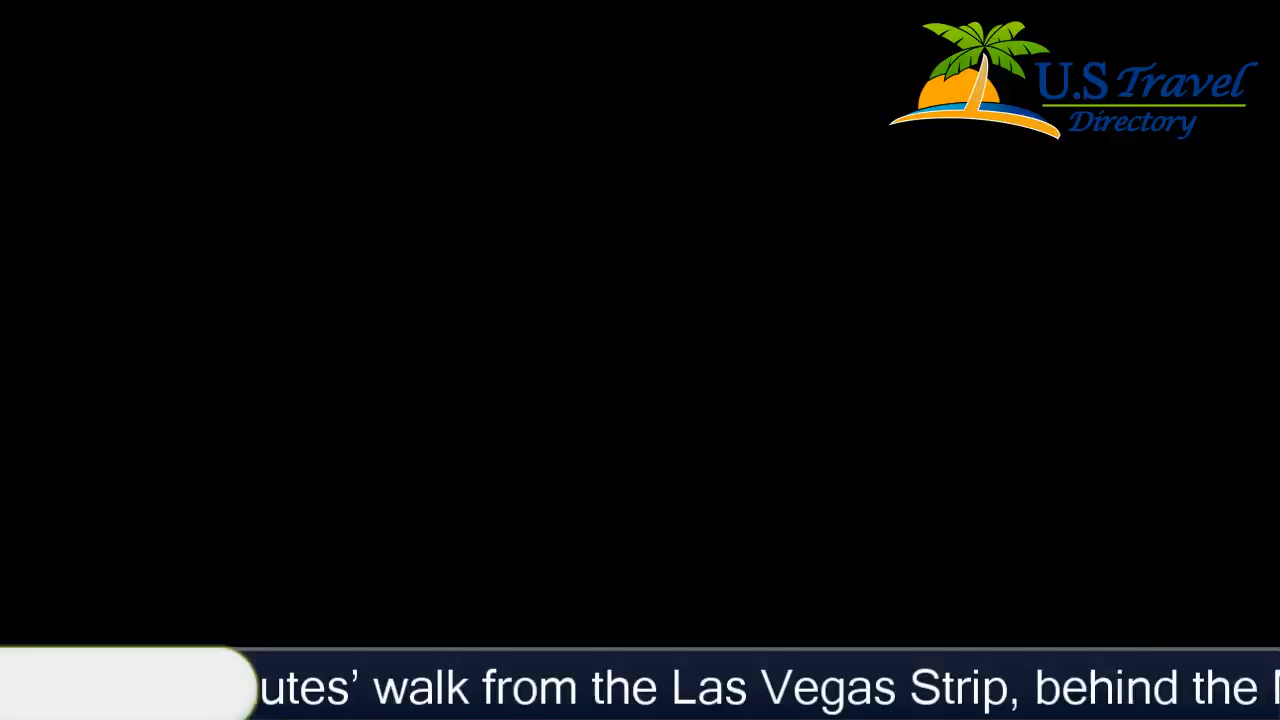 U.S Travel
Directory
utes’ walk from the Las Vegas Strip, behind the